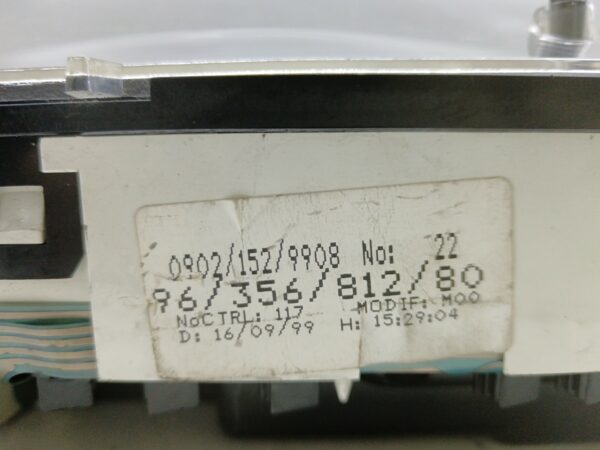 0902/152/9908 No: 22
96/356/812/80
NoCTRL: 117 MODIF: M00
D: 16/09/99 H: 15:29:04